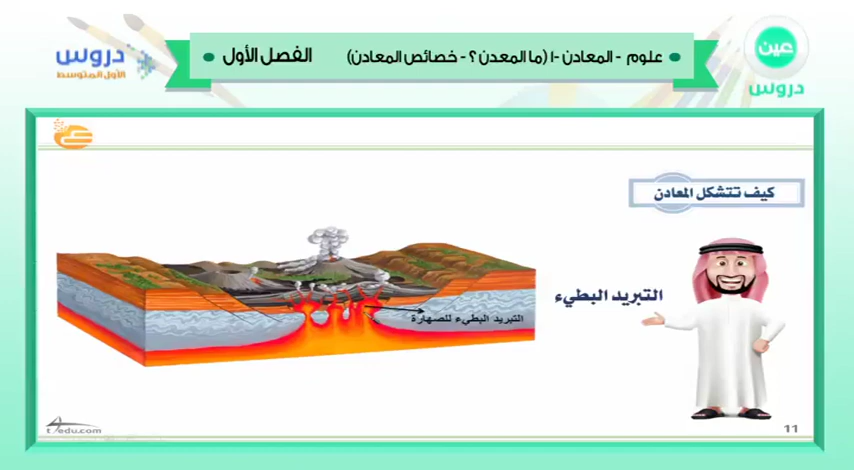 عين
دروس
علوم - المعادن -١ (ما المعدن؟ - خصائص المعادن)
الفصل الأول
دروس
الأول المتوسط
كيف تتشكل المعادن
التبريد البطيء
التبريد البطيء للصهارة
11